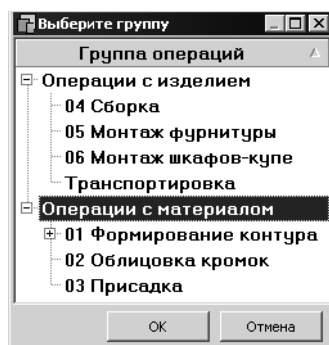 Выберите группу
Группа операций
Операции с изделием
04 Сборка
05 Монтаж фурнитуры
06 Монтаж шкафов-купе
Транспортировка
Операции с материалом
01 Формирование контура
02 Облицовка кромок
03 Присадка
OK
Отмена